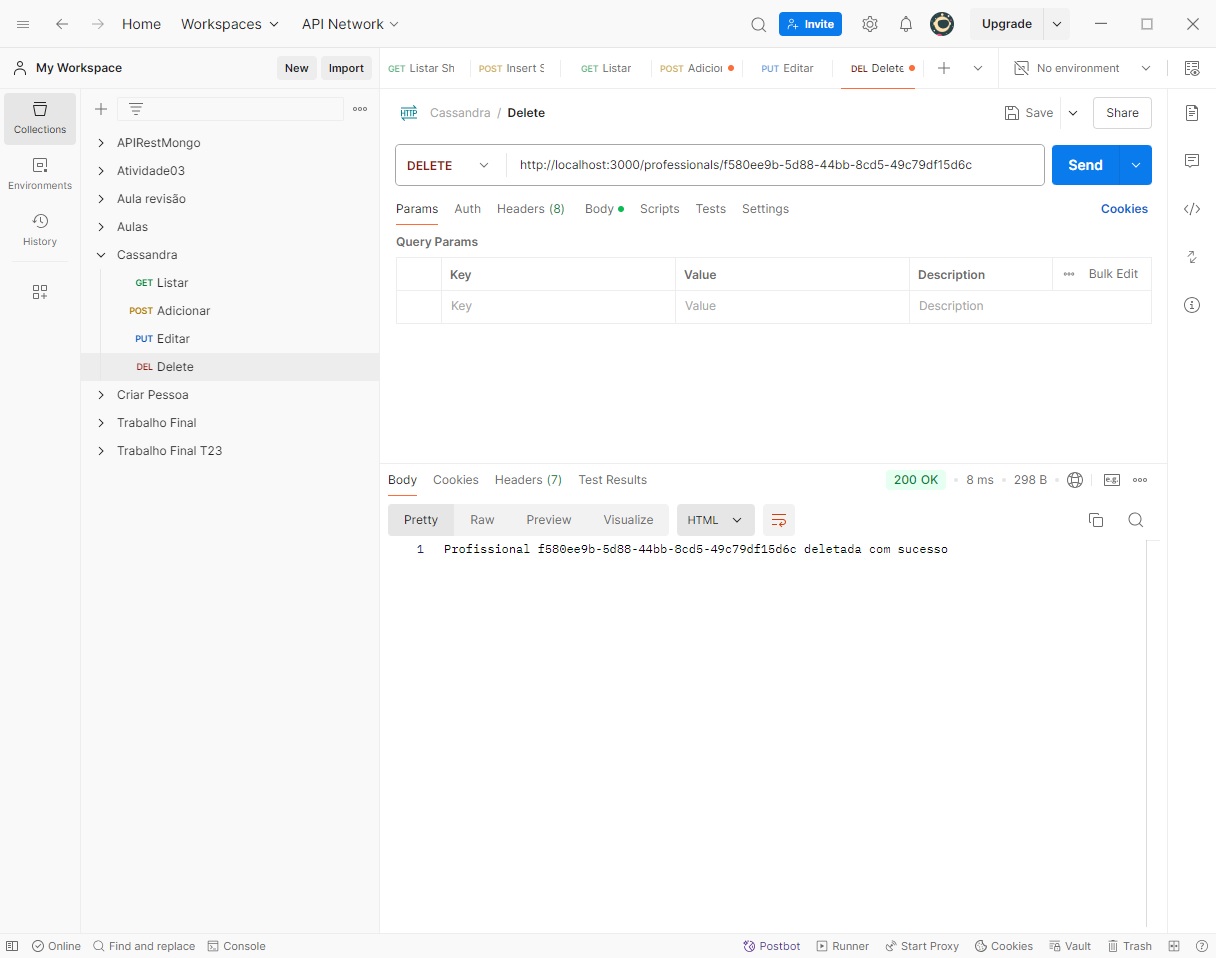 Home Workspaces API Network Invite Upgrade
My Workspace New Import GET Listar Sh POST Insert S GET Listar POST Adicior PUT Editar DEL Delete No environment
Collections
Environments
History
APIRestMongo
Atividade03
Aula revisão
Aulas
Cassandra
GET Listar
POST Adicionar
PUT Editar
DEL Delete
Criar Pessoa
Trabalho Final
Trabalho Final T23
HTTP Cassandra / Delete Save Share
DELETE http://localhost:3000/professionals/f580ee9b-5d88-44bb-8cd5-49c79df15d6c Send
Params Auth Headers (8) Body Scripts Tests Settings Cookies
Query Params
Key Value Description Bulk Edit
Key Value Description
Body Cookies Headers (7) Test Results 200 OK 8 ms 298 B e.g.
Pretty Raw Preview Visualize HTML
1 Profissional f580ee9b-5d88-44bb-8cd5-49c79df15d6c deletada com sucesso
Online Find and replace Console Postbot Runner Start Proxy Cookies Vault Trash